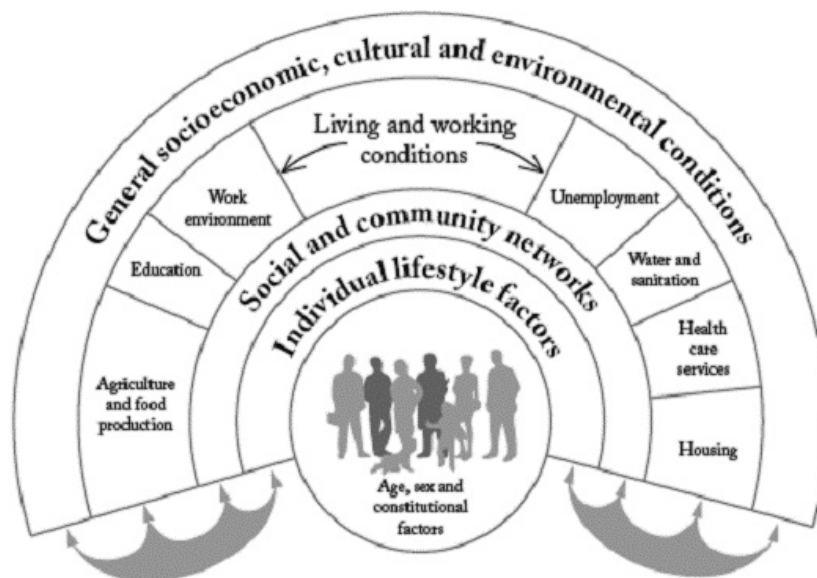 General socioeconomic, cultural and environmental conditions
Living and working
conditions
Work
environment
Unemployment
Education
Water and
sanitation
Agriculture
and food
production
Health
care
services
Housing
Social and community networks
Individual lifestyle factors
Age, sex and
constitutional
factors